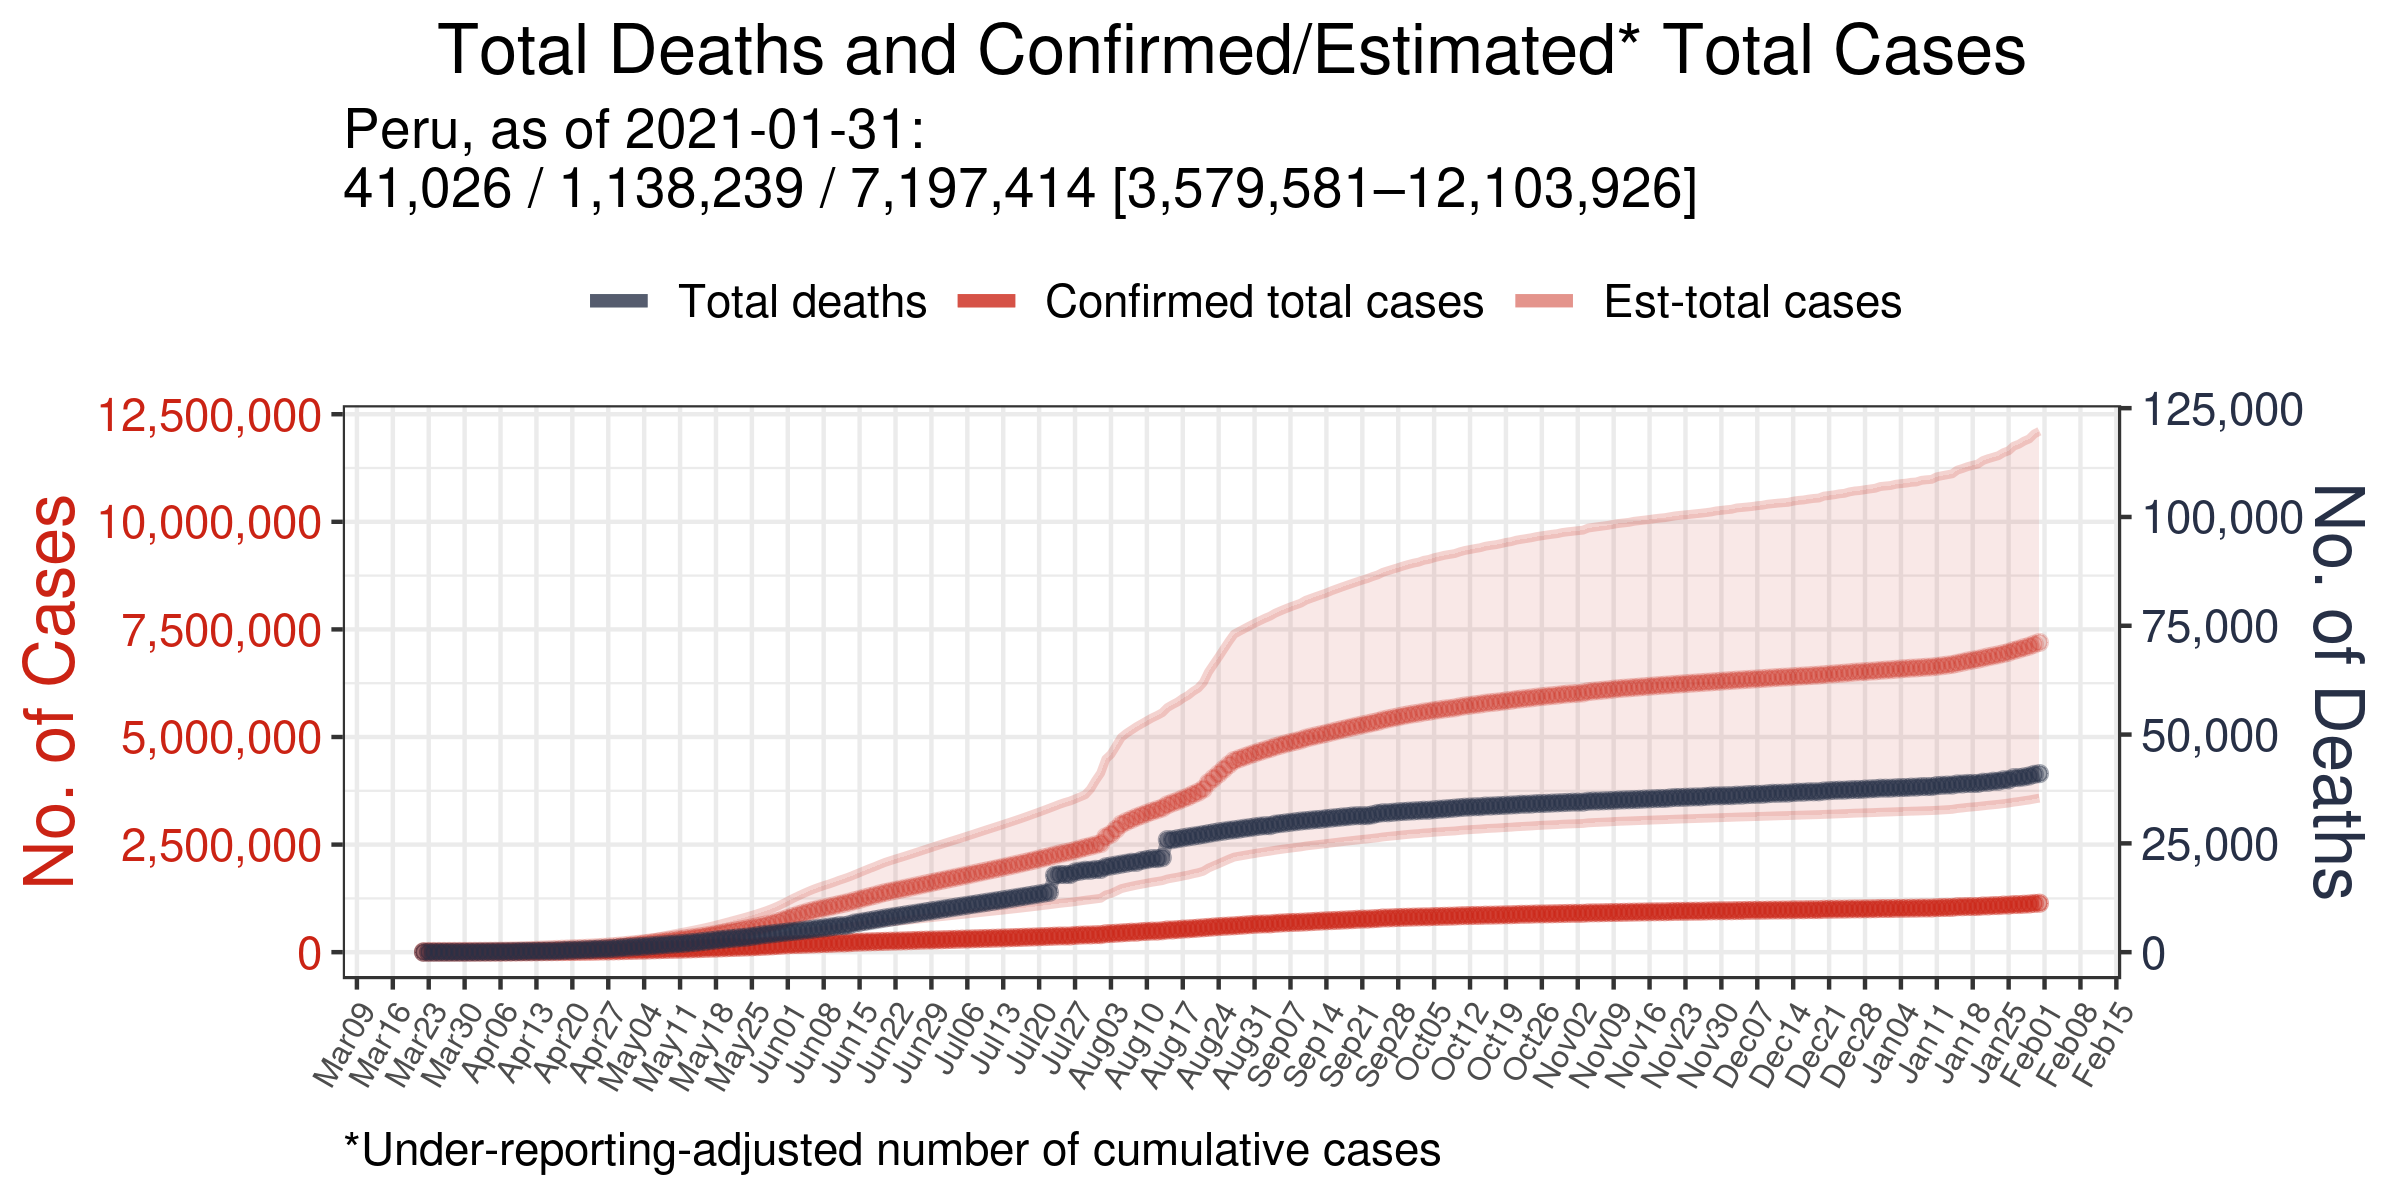 Total Deaths and Confirmed/Estimated* Total Cases
Peru, as of 2021-01-31:
41,026 / 1,138,239 / 7,197,414 [3,579,581–12,103,926]
Total deaths
Confirmed total cases
Est-total cases
No. of Cases
12,500,000
10,000,000
7,500,000
5,000,000
2,500,000
0
125,000
100,000
75,000
50,000
25,000
0
No. of Deaths
Mar09
Mar16
Mar23
Mar30
Apr06
Apr13
Apr20
Apr27
May04
May11
May18
May25
Jun01
Jun08
Jun15
Jun22
Jun29
Jul06
Jul13
Jul20
Jul27
Aug03
Aug10
Aug17
Aug24
Aug31
Sep07
Sep14
Sep21
Sep28
Oct05
Oct12
Oct19
Oct26
Nov02
Nov09
Nov16
Nov23
Nov30
Dec07
Dec14
Dec21
Dec28
Jan04
Jan11
Jan18
Jan25
Feb01
Feb08
Feb15
*Under-reporting-adjusted number of cumulative cases